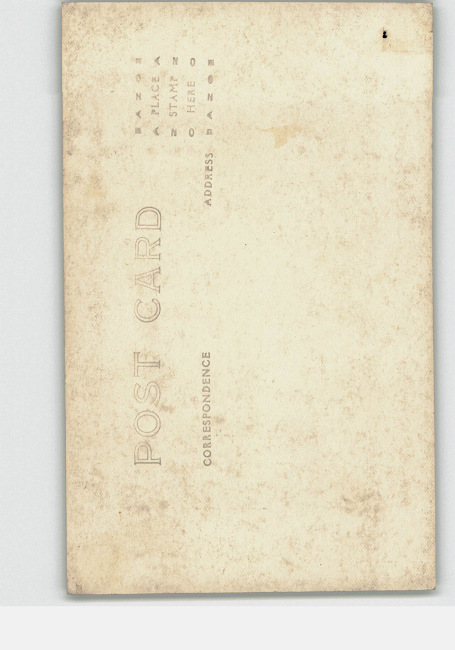 POST CARD
PLACE
STAMP
HERE
CORRESPONDENCE
ADDRESS